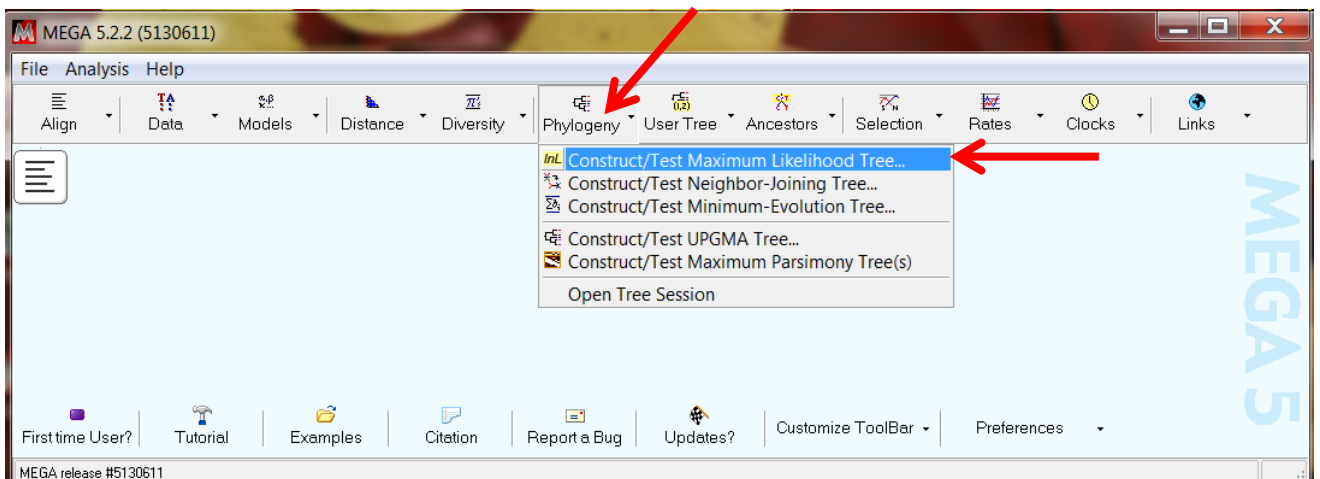 MEGA 5.2.2 (5130611)
File Analysis Help
Align Data Models Distance Diversity Phylogeny User Tree Ancestors Selection Rates Clocks Links
InL Construct/Test Maximum Likelihood Tree...
Construct/Test Neighbor-Joining Tree...
Construct/Test Minimum-Evolution Tree...
Construct/Test UPGMA Tree...
Construct/Test Maximum Parsimony Tree(s)
Open Tree Session
MEGA 5
First time User? Tutorial Examples Citation Report a Bug Updates? Customize ToolBar Preferences
MEGA release #5130611